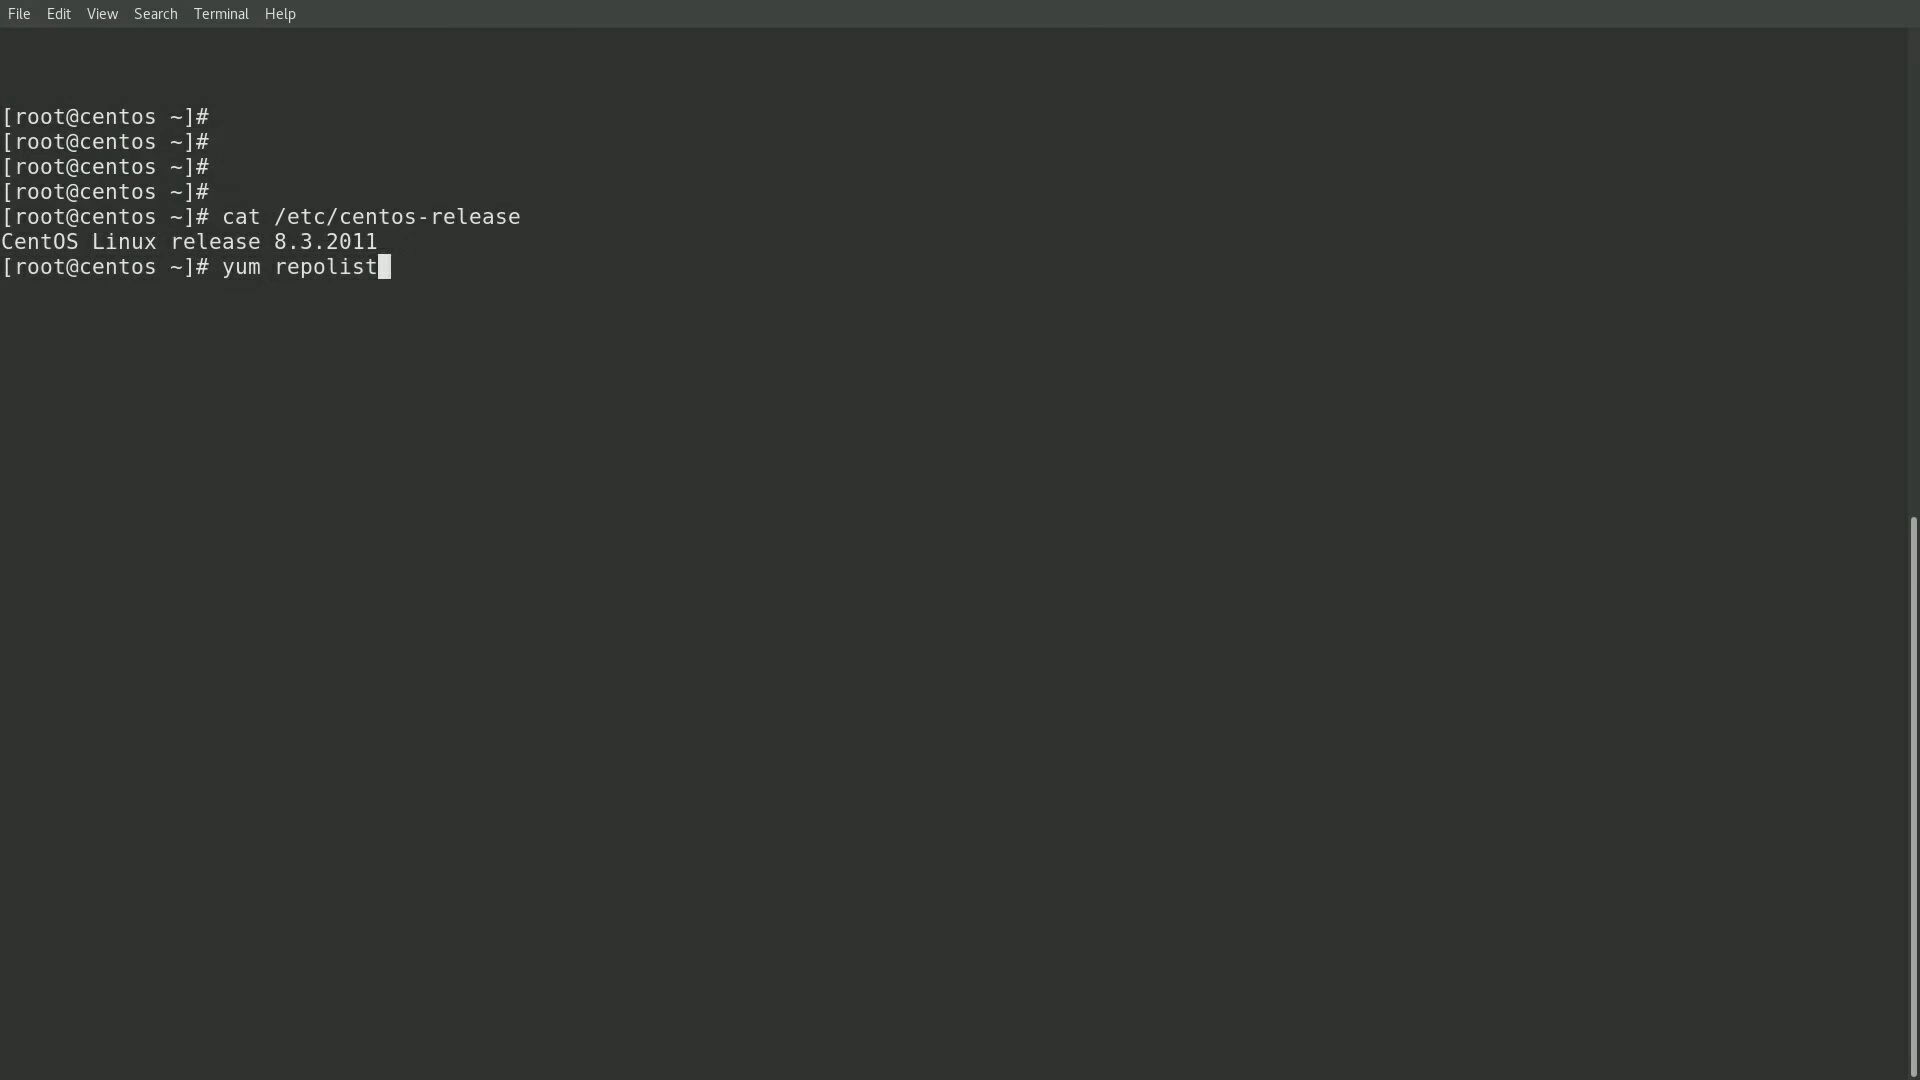 File Edit View Search Terminal Help
[root@centos ~]#
[root@centos ~]#
[root@centos ~]#
[root@centos ~]#
[root@centos ~]# cat /etc/centos-release
CentOS Linux release 8.3.2011
[root@centos ~]# yum repolist